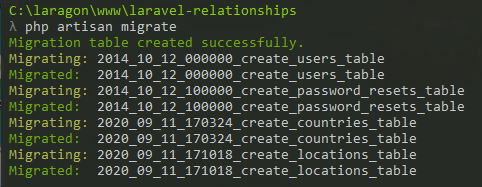 C:\laragon\www\laravel-relationships
λ php artisan migrate
Migration table created successfully.
Migrating: 2014_10_12_000000_create_users_table
Migrated:  2014_10_12_000000_create_users_table
Migrating: 2014_10_12_100000_create_password_resets_table
Migrated:  2014_10_12_100000_create_password_resets_table
Migrating: 2020_09_11_170324_create_countries_table
Migrated:  2020_09_11_170324_create_countries_table
Migrating: 2020_09_11_171018_create_locations_table
Migrated:  2020_09_11_171018_create_locations_table